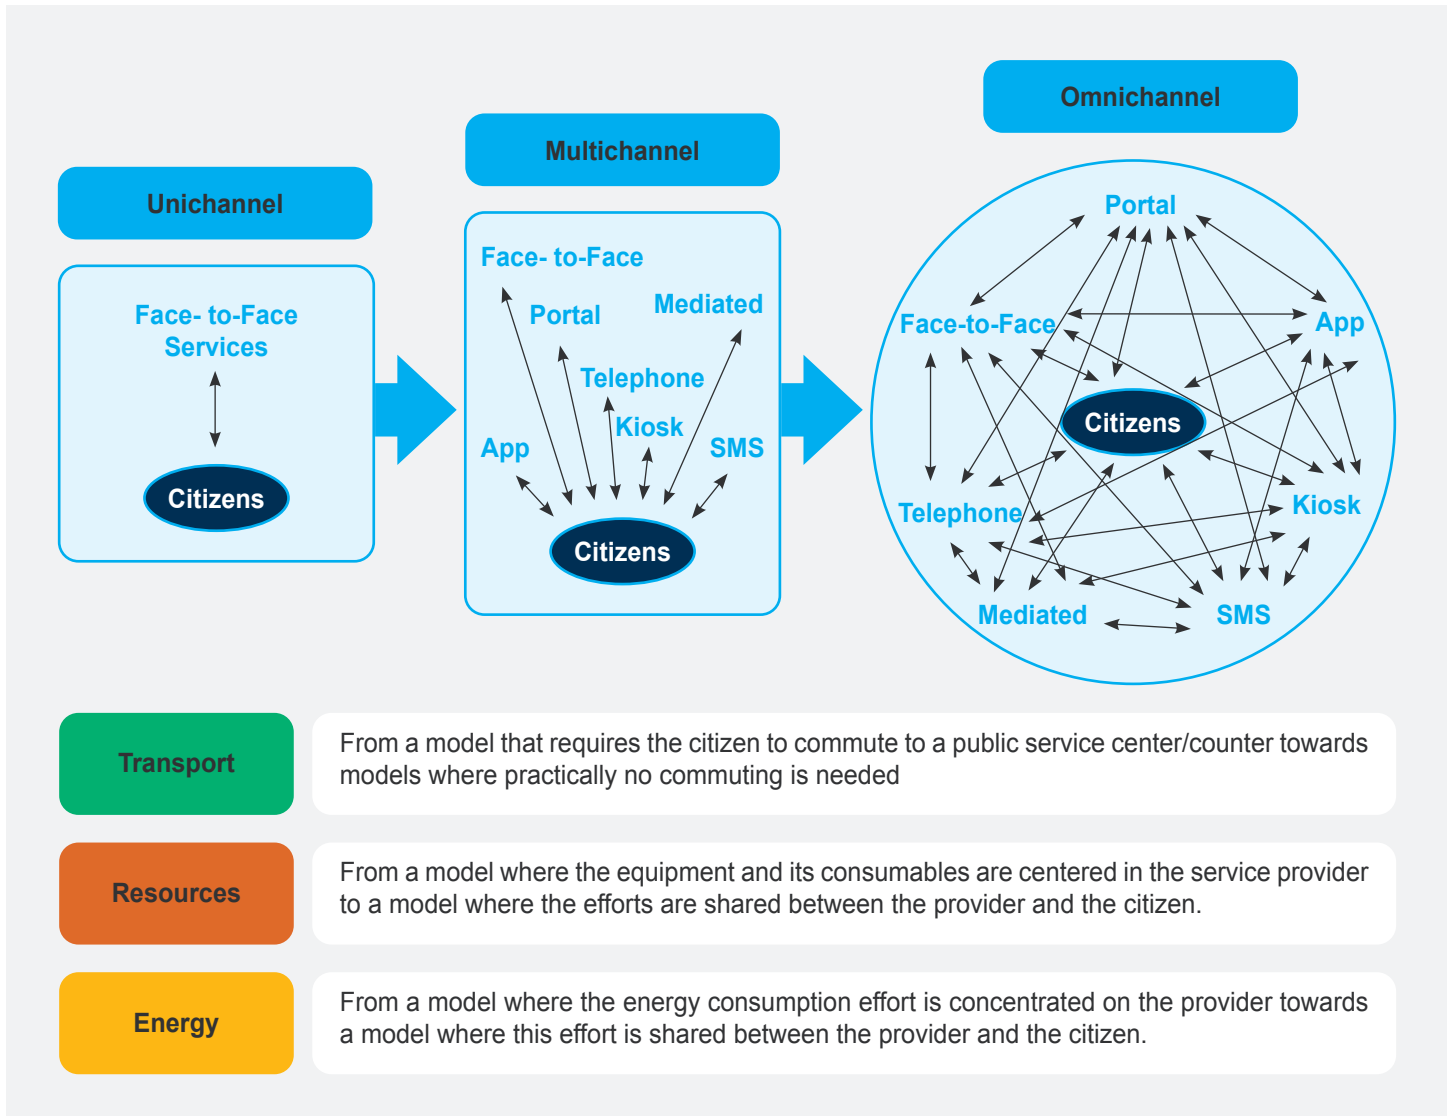 Unichannel
Face- to-Face
Services
Citizens
Multichannel
Face- to-Face
Portal
Mediated
Telephone
Kiosk
App
SMS
Citizens
Omnichannel
Portal
Face-to-Face
App
Citizens
Telephone
Kiosk
Mediated
SMS
Transport
From a model that requires the citizen to commute to a public service center/counter towards
models where practically no commuting is needed
Resources
From a model where the equipment and its consumables are centered in the service provider
to a model where the efforts are shared between the provider and the citizen.
Energy
From a model where the energy consumption effort is concentrated on the provider towards
a model where this effort is shared between the provider and the citizen.